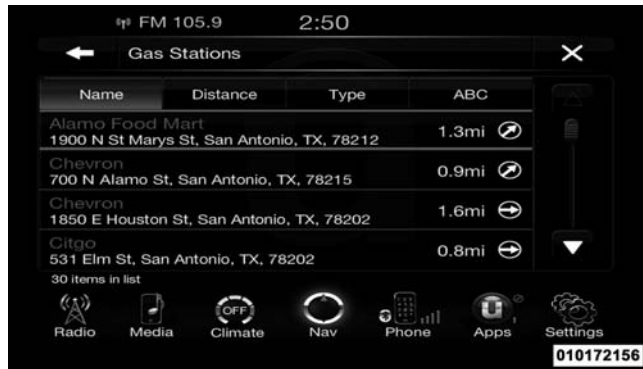 FM 105.9 2:50
Gas Stations
Name Distance Type ABC
Alamo Food Mart
1900 N St Marys St, San Antonio, TX, 78212
1.3mi
Chevron
700 N Alamo St, San Antonio, TX, 78215
0.9mi
Chevron
1850 E Houston St, San Antonio, TX, 78202
1.6mi
Citgo
531 Elm St, San Antonio, TX, 78202
0.8mi
30 items in list
OFF
Radio Media Climate Nav Phone Apps Settings
010172156